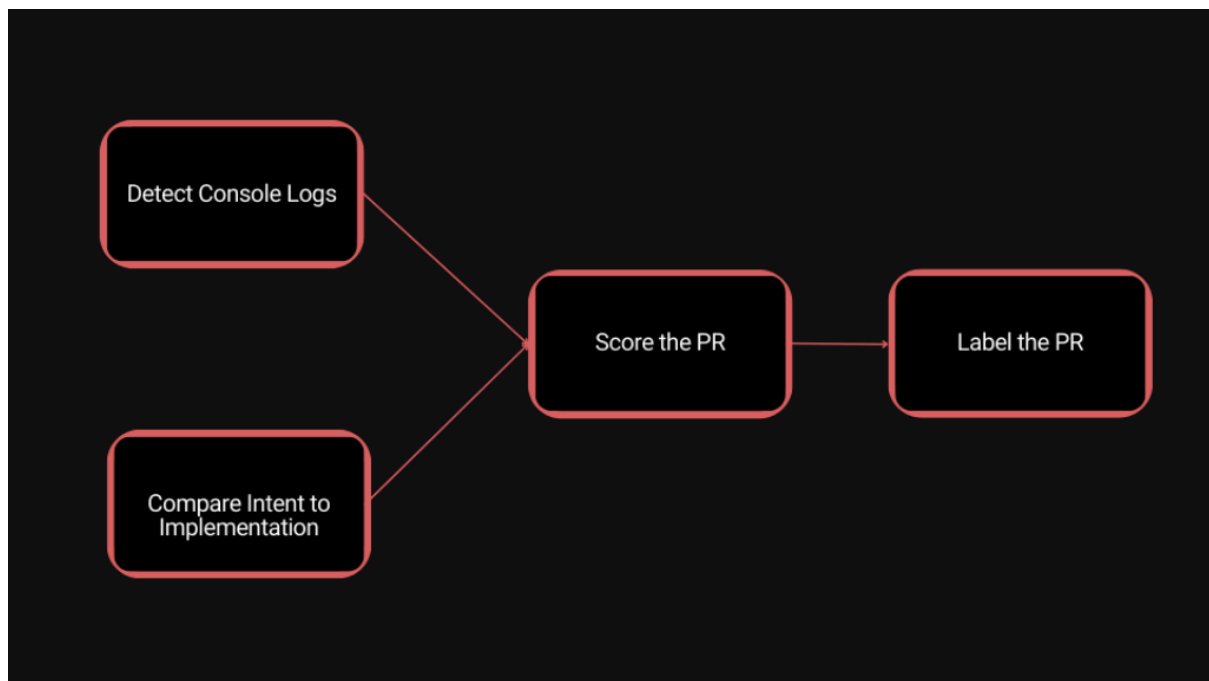 Detect Console Logs
Compare Intent to
Implementation
Score the PR
Label the PR